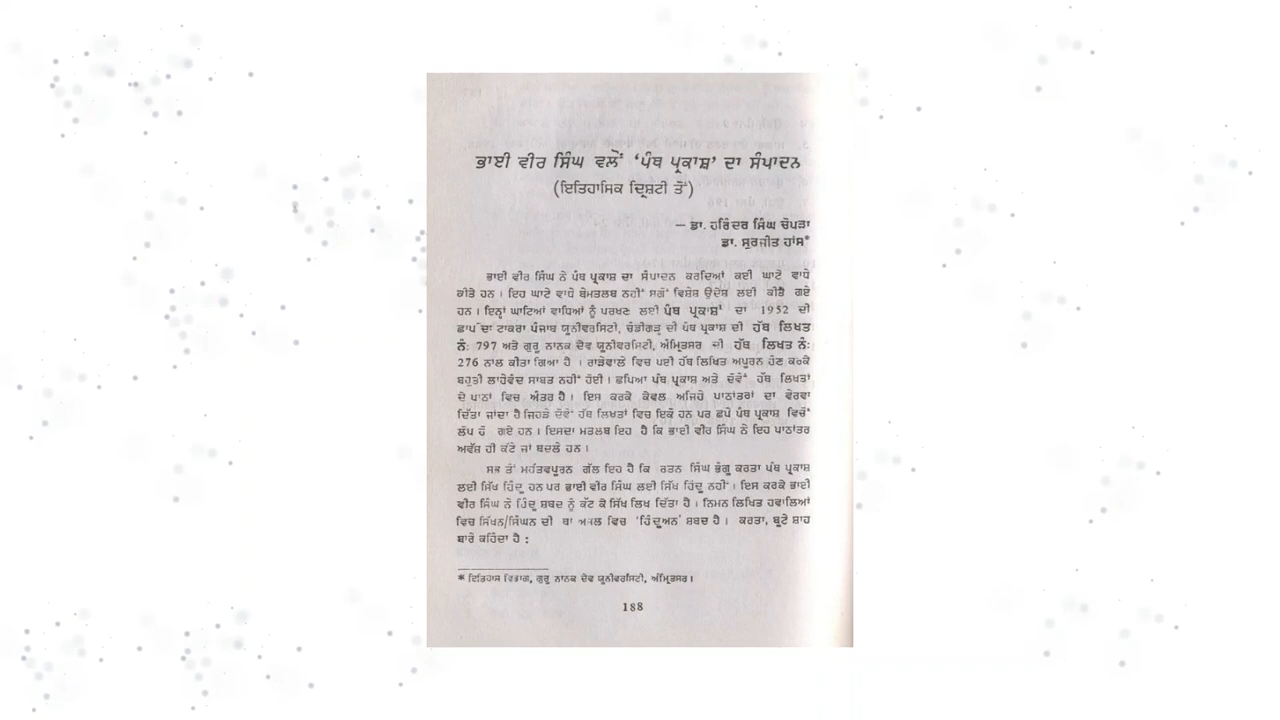 ਭਾਈ ਵੀਰ ਸਿੰਘ ਵਲੋਂ 'ਪੰਥ ਪ੍ਰਕਾਸ਼' ਦਾ ਸੰਪਾਦਨ
(ਇਤਿਹਾਸਿਕ ਦ੍ਰਿਸ਼ਟੀ ਤੋਂ)
— ਡਾ. ਹਰਿੰਦਰ ਸਿੰਘ ਚੋਪੜਾ
ਡਾ. ਸੁਰਜੀਤ ਹਾਂਸ*
ਭਾਈ ਵੀਰ ਸਿੰਘ ਨੇ ਪੰਥ ਪ੍ਰਕਾਸ਼ ਦਾ ਸੰਪਾਦਨ ਕਰਦਿਆਂ ਕਈ ਘਾਟੇ ਵਾਧੇ
ਕੀਤੇ ਹਨ । ਇਹ ਘਾਟੇ ਵਾਧੇ ਬੇਮਤਲਬ ਨਹੀਂ ਸਗੋਂ ਵਿਸ਼ੇਸ਼ ਉਦੇਸ਼ ਲਈ ਕੀਤੇ ਗਏ
ਹਨ । ਇਨ੍ਹਾਂ ਘਾਟਿਆਂ ਵਾਧਿਆਂ ਨੂੰ ਪਰਖਣ ਲਈ ਪੰਥ ਪ੍ਰਕਾਸ਼ ਦਾ 1952 ਦੀ
ਛਾਪ ਦਾ ਟਾਕਰਾ ਪੰਜਾਬ ਯੂਨੀਵਰਸਿਟੀ, ਚੰਡੀਗੜ੍ਹ ਦੀ ਪੰਥ ਪ੍ਰਕਾਸ਼ ਦੀ ਹੱਥ ਲਿਖਤ
ਨੰ: 797 ਅਤੇ ਗੁਰੂ ਨਾਨਕ ਦੇਵ ਯੂਨੀਵਰਸਿਟੀ, ਅੰਮ੍ਰਿਤਸਰ ਦੀ ਹੱਥ ਲਿਖਤ ਨੰ:
276 ਨਾਲ ਕੀਤਾ ਗਿਆ ਹੈ । ਰਾੜੇਵਾਲੇ ਵਿਚ ਪਈ ਹੱਥ ਲਿਖਿਤ ਅਪੂਰਨ ਹੋਣ ਕਰਕੇ
ਬਹੁਤੀ ਲਾਹੇਵੰਦ ਸਾਬਤ ਨਹੀਂ ਹੋਈ । ਛਪਿਆ ਪੰਥ ਪ੍ਰਕਾਸ਼ ਅਤੇ ਦੋਵੇਂ ਹੱਥ ਲਿਖਤਾਂ
ਦੇ ਪਾਠਾਂ ਵਿਚ ਅੰਤਰ ਹੈ । ਇਸ ਕਰਕੇ ਕੇਵਲ ਅਜਿਹੇ ਪਾਠਾਂਤਰਾਂ ਦਾ ਵੇਰਵਾ
ਦਿੱਤਾ ਜਾਂਦਾ ਹੈ ਜਿਹੜੇ ਦੋਵੇਂ ਹੱਥ ਲਿਖਤਾਂ ਵਿਚ ਇਕੋ ਹਨ ਪਰ ਛਪੇ ਪੰਥ ਪ੍ਰਕਾਸ਼ ਵਿਚੋਂ
ਲੋਪ ਹੋ ਗਏ ਹਨ । ਇਸਦਾ ਮਤਲਬ ਇਹ ਹੈ ਕਿ ਭਾਈ ਵੀਰ ਸਿੰਘ ਨੇ ਇਹ ਪਾਠਾਂਤਰ
ਅਵੱਸ਼ ਹੀ ਕੱਟੇ ਜਾਂ ਬਦਲੇ ਹਨ ।
ਸਭ ਤੋਂ ਮਹੱਤਵਪੂਰਨ ਗੱਲ ਇਹ ਹੈ ਕਿ ਰਤਨ ਸਿੰਘ ਭੰਗੂ ਕਰਤਾ ਪੰਥ ਪ੍ਰਕਾਸ਼
ਲਈ ਸਿੱਖ ਹਿੰਦੂ ਹਨ ਪਰ ਭਾਈ ਵੀਰ ਸਿੰਘ ਲਈ ਸਿੱਖ ਹਿੰਦੂ ਨਹੀਂ । ਇਸ ਕਰਕੇ ਭਾਈ
ਵੀਰ ਸਿੰਘ ਨੇ ਹਿੰਦੂ ਸ਼ਬਦ ਨੂੰ ਕੱਟ ਕੇ ਸਿੱਖ ਲਿਖ ਦਿੱਤਾ ਹੈ । ਨਿਮਨ ਲਿਖਿਤ ਹਵਾਲਿਆਂ
ਵਿਚ ਸਿੱਖਨ/ਸਿੰਘਨ ਦੀ ਥਾਂ ਅਸਲ ਵਿਚ 'ਹਿੰਦੂਅਨ' ਸ਼ਬਦ ਹੈ । ਕਰਤਾ, ਬੂਟੇ ਸ਼ਾਹ
ਬਾਰੇ ਕਹਿੰਦਾ ਹੈ :
* ਇਤਿਹਾਸ ਵਿਭਾਗ, ਗੁਰੂ ਨਾਨਕ ਦੇਵ ਯੂਨੀਵਰਸਿਟੀ, ਅੰਮ੍ਰਿਤਸਰ ।
188